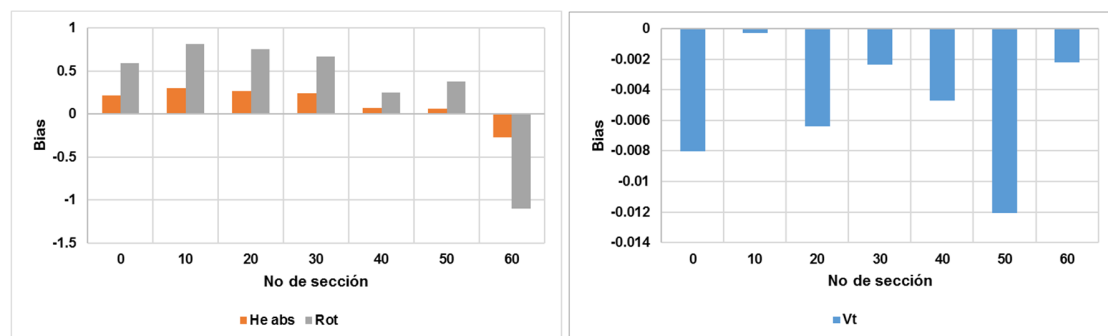 1
0.5
0
-0.5
-1
-1.5
Bias
0 10 20 30 40 50 60
No de sección
He abs Rot
0
-0.002
-0.004
-0.006
-0.008
-0.01
-0.012
-0.014
Bias
0 10 20 30 40 50 60
No de sección
Vt